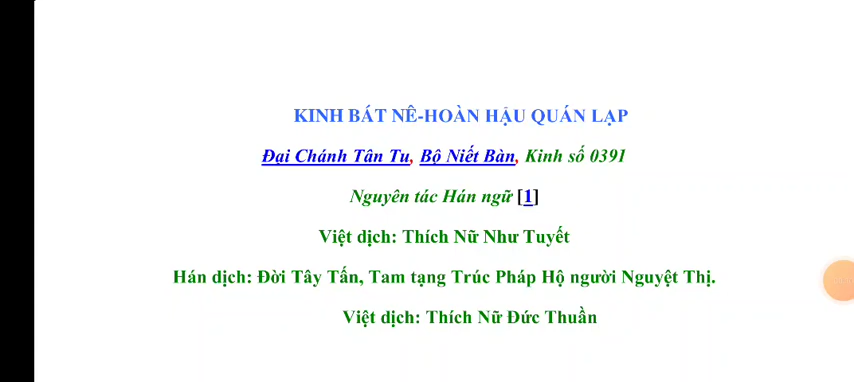 KINH BÁT NÊ-HOÀN HẬU QUÁN LẠP
Đại Chánh Tân Tu, Bộ Niết Bàn, Kinh số 0391
Nguyên tác Hán ngữ [1]
Việt dịch: Thích Nữ Như Tuyết
Hán dịch: Đời Tây Tấn, Tam tạng Trúc Pháp Hộ người Nguyệt Thị.
Việt dịch: Thích Nữ Đức Thuần